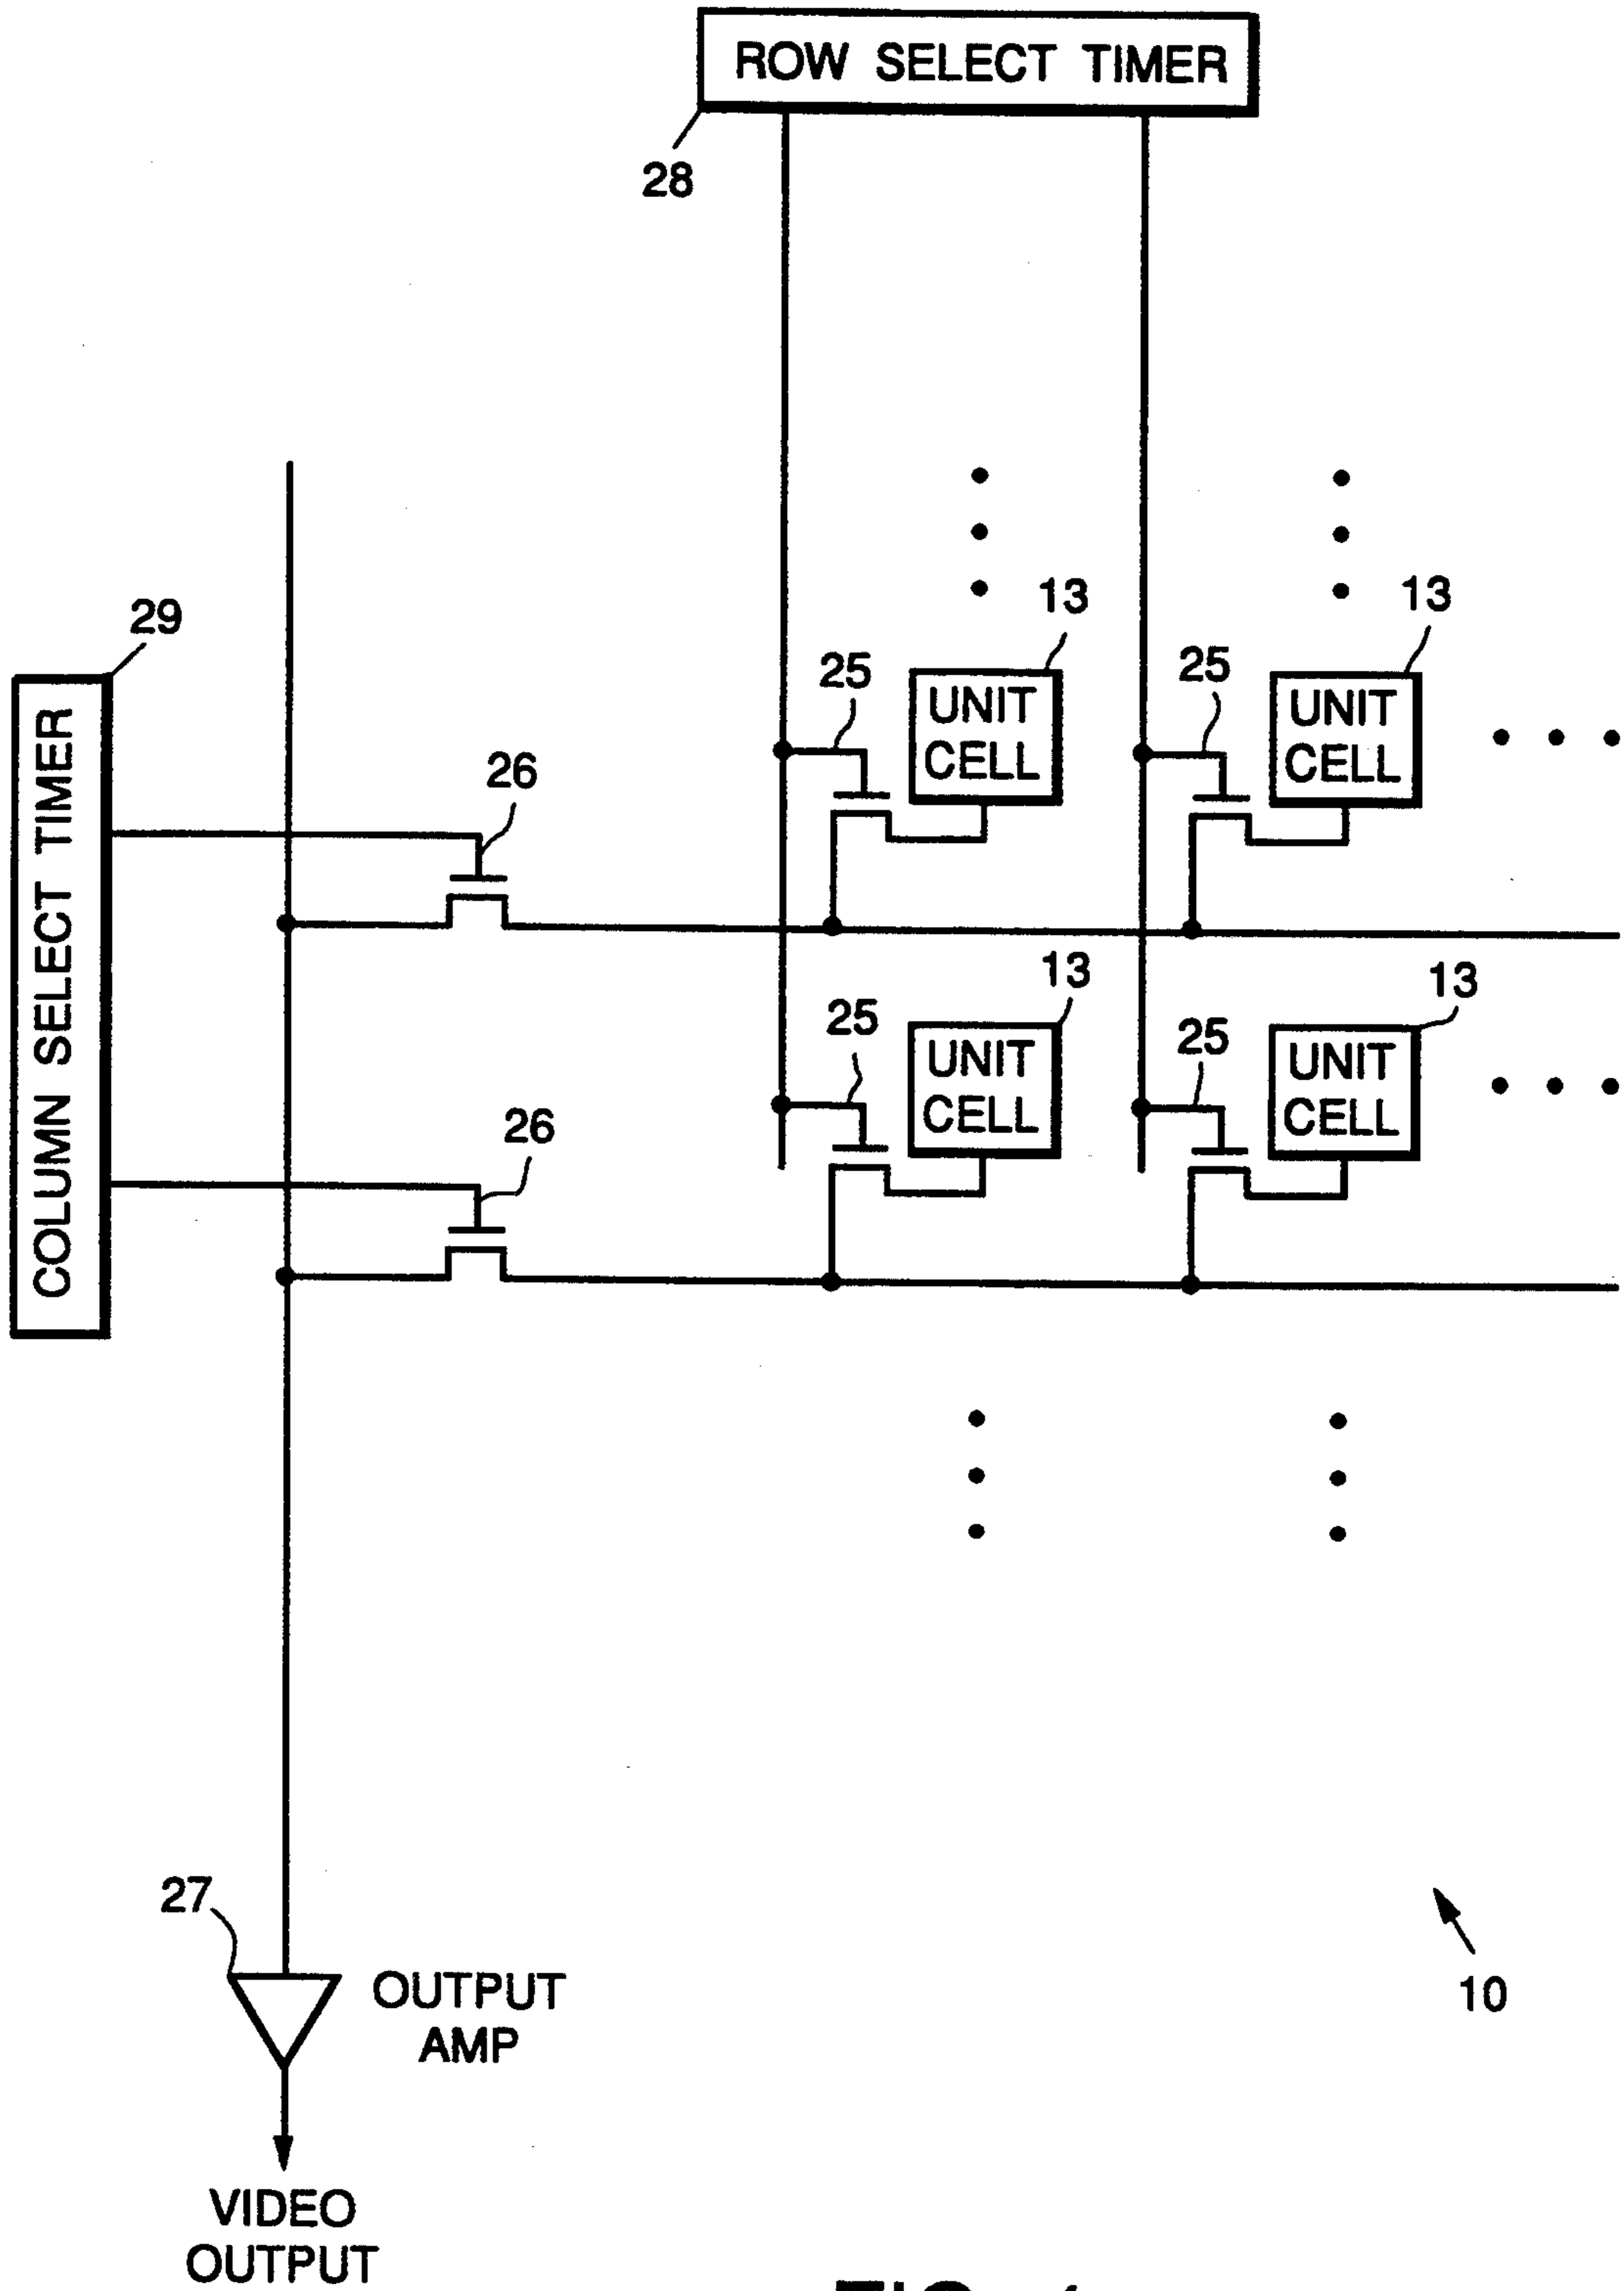 ROW SELECT TIMER
28
29
13
13
25
25
UNIT
CELL
UNIT
CELL
26
COLUMN SELECT TIMER
13
13
25
25
UNIT
CELL
UNIT
CELL
26
27
OUTPUT
AMP
10
VIDEO
OUTPUT